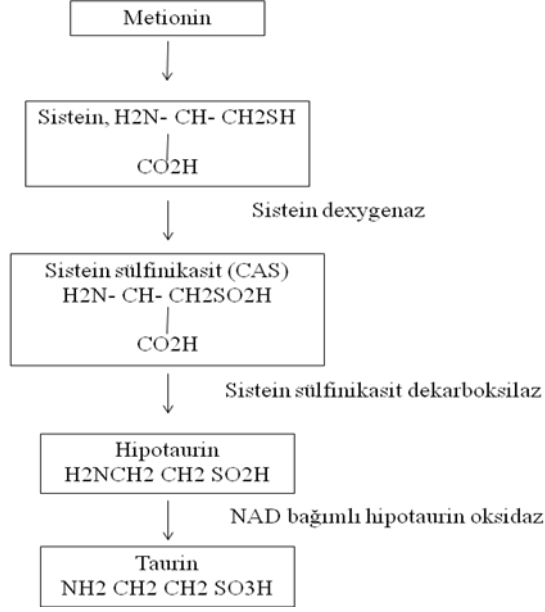 Metionin
Sistein, H2N- CH- CH2SH
CO2H
Sistein dexygenaz
Sistein sülfinikasit (CAS)
H2N- CH- CH2SO2H
CO2H
Sistein sülfinikasit dekarboksilaz
Hipotaurin
H2NCH2 CH2 SO2H
NAD bağımlı hipotaurin oksidaz
Taurin
NH2 CH2 CH2 SO3H